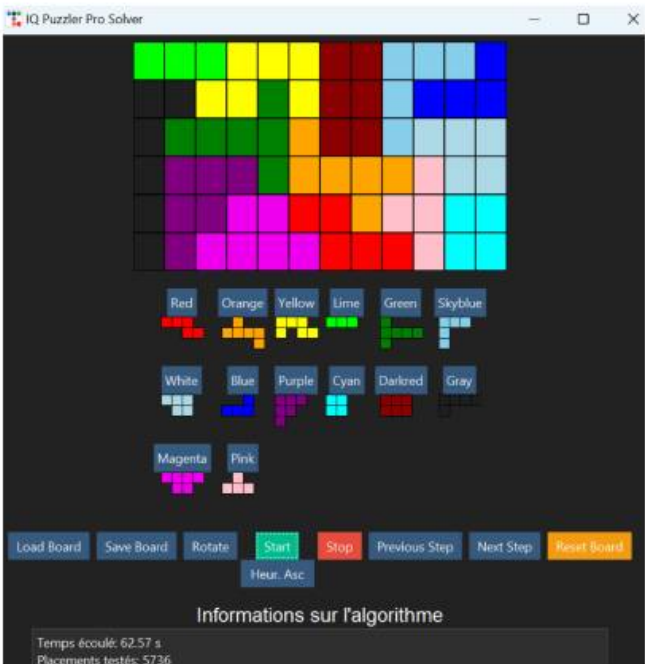 IQ Puzzler Pro Solver
Red Orange Yellow Lime Green Skyblue
White Blue Purple Cyan Darkred Gray
Magenta Pink
Load Board Save Board Rotate Start Stop Previous Step Next Step Reset Board
Heur. Asc
Informations sur l'algorithme
Temps écoulé: 62.57 s
Placements testés: 5736